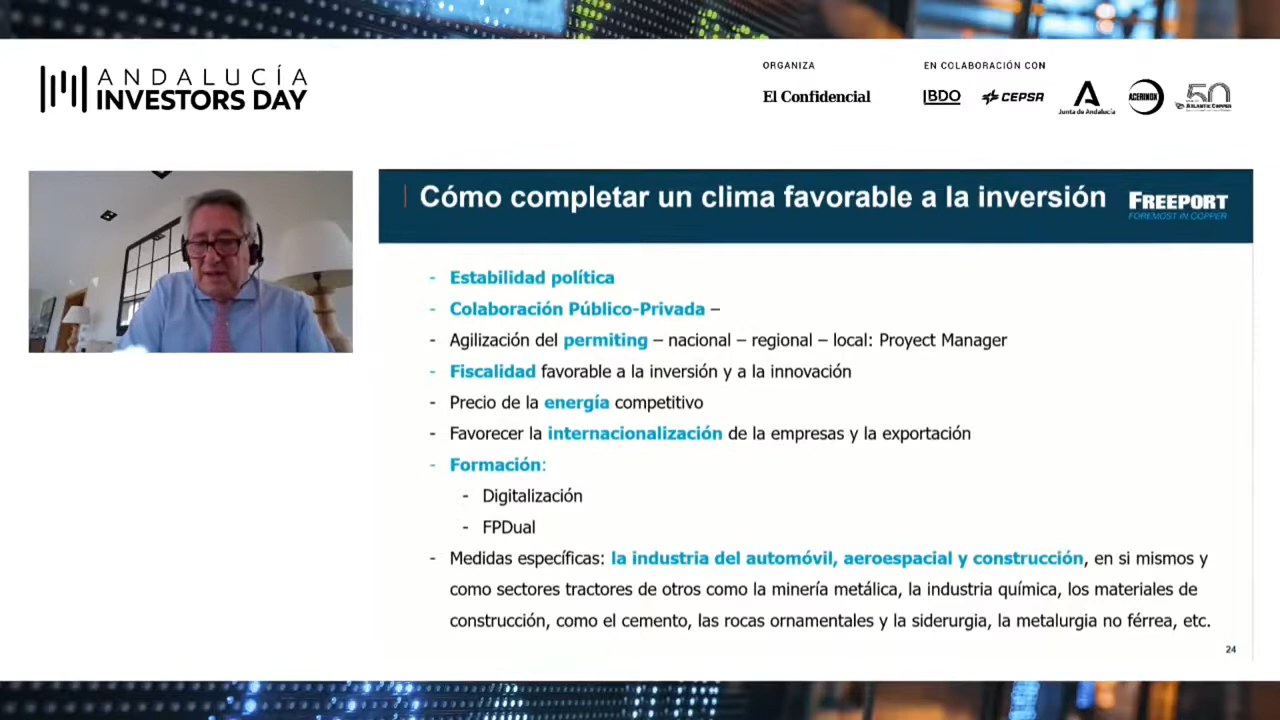 ANDALUCÍA
INVESTORS DAY
ORGANIZA
El Confidencial
EN COLABORACIÓN CON
BDO
CEPSA
Junta de Andalucía
ACERINOX
50
ATLANTIC COPPER
Cómo completar un clima favorable a la inversión
FREEPORT
FOREMOST IN COPPER
- Estabilidad política
- Colaboración Público-Privada –
- Agilización del permiting – nacional – regional – local: Proyect Manager
- Fiscalidad favorable a la inversión y a la innovación
- Precio de la energía competitivo
- Favorecer la internacionalización de la empresas y la exportación
- Formación:
- Digitalización
- FPDual
- Medidas específicas: la industria del automóvil, aeroespacial y construcción, en si mismos y
como sectores tractores de otros como la minería metálica, la industria química, los materiales de
construcción, como el cemento, las rocas ornamentales y la siderurgia, la metalurgia no férrea, etc.
24